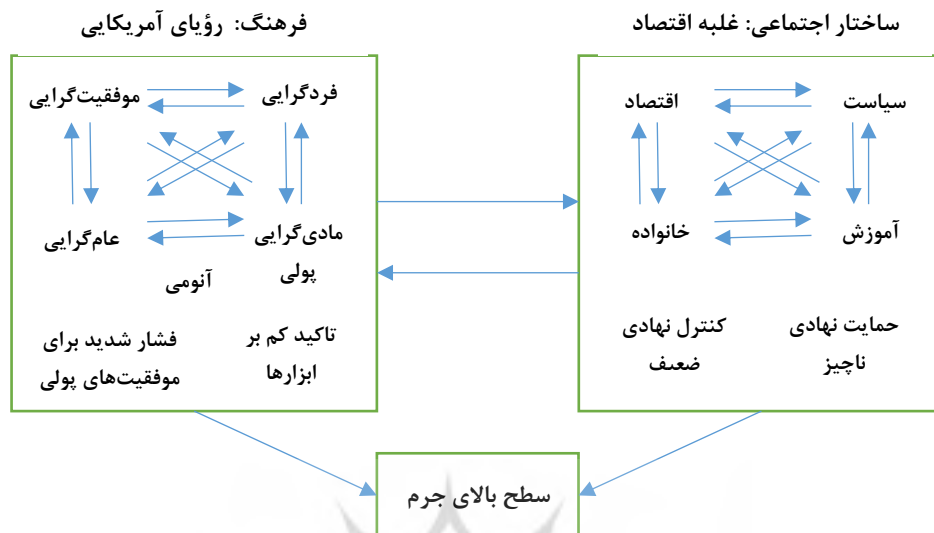 ساختار اجتماعی: غلبه اقتصاد
سیاست
اقتصاد
آموزش
خانواده
حمایت نهادی
ناچیز
کنترل نهادی
ضعیف
فرهنگ: رؤیای آمریکایی
فردگرایی
موفقیت‌گرایی
مادی‌گرایی
پولی
عام‌گرایی
آنومی
تاکید کم بر
ابزارها
فشار شدید برای
موفقیت‌های پولی
سطح بالای جرم